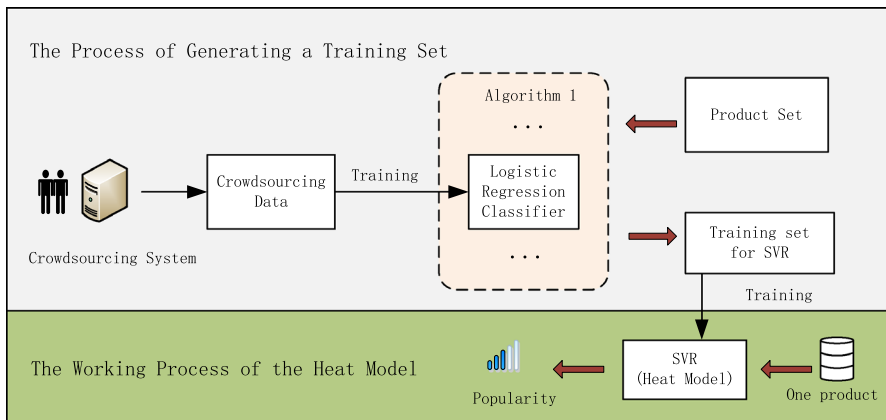 The Process of Generating a Training Set
Algorithm 1
...
Product Set
Crowdsourcing
Data
Training
Logistic
Regression
Classifier
Crowdsourcing System
...
Training set
for SVR
Training
The Working Process of the Heat Model
Popularity
SVR
(Heat Model)
One product